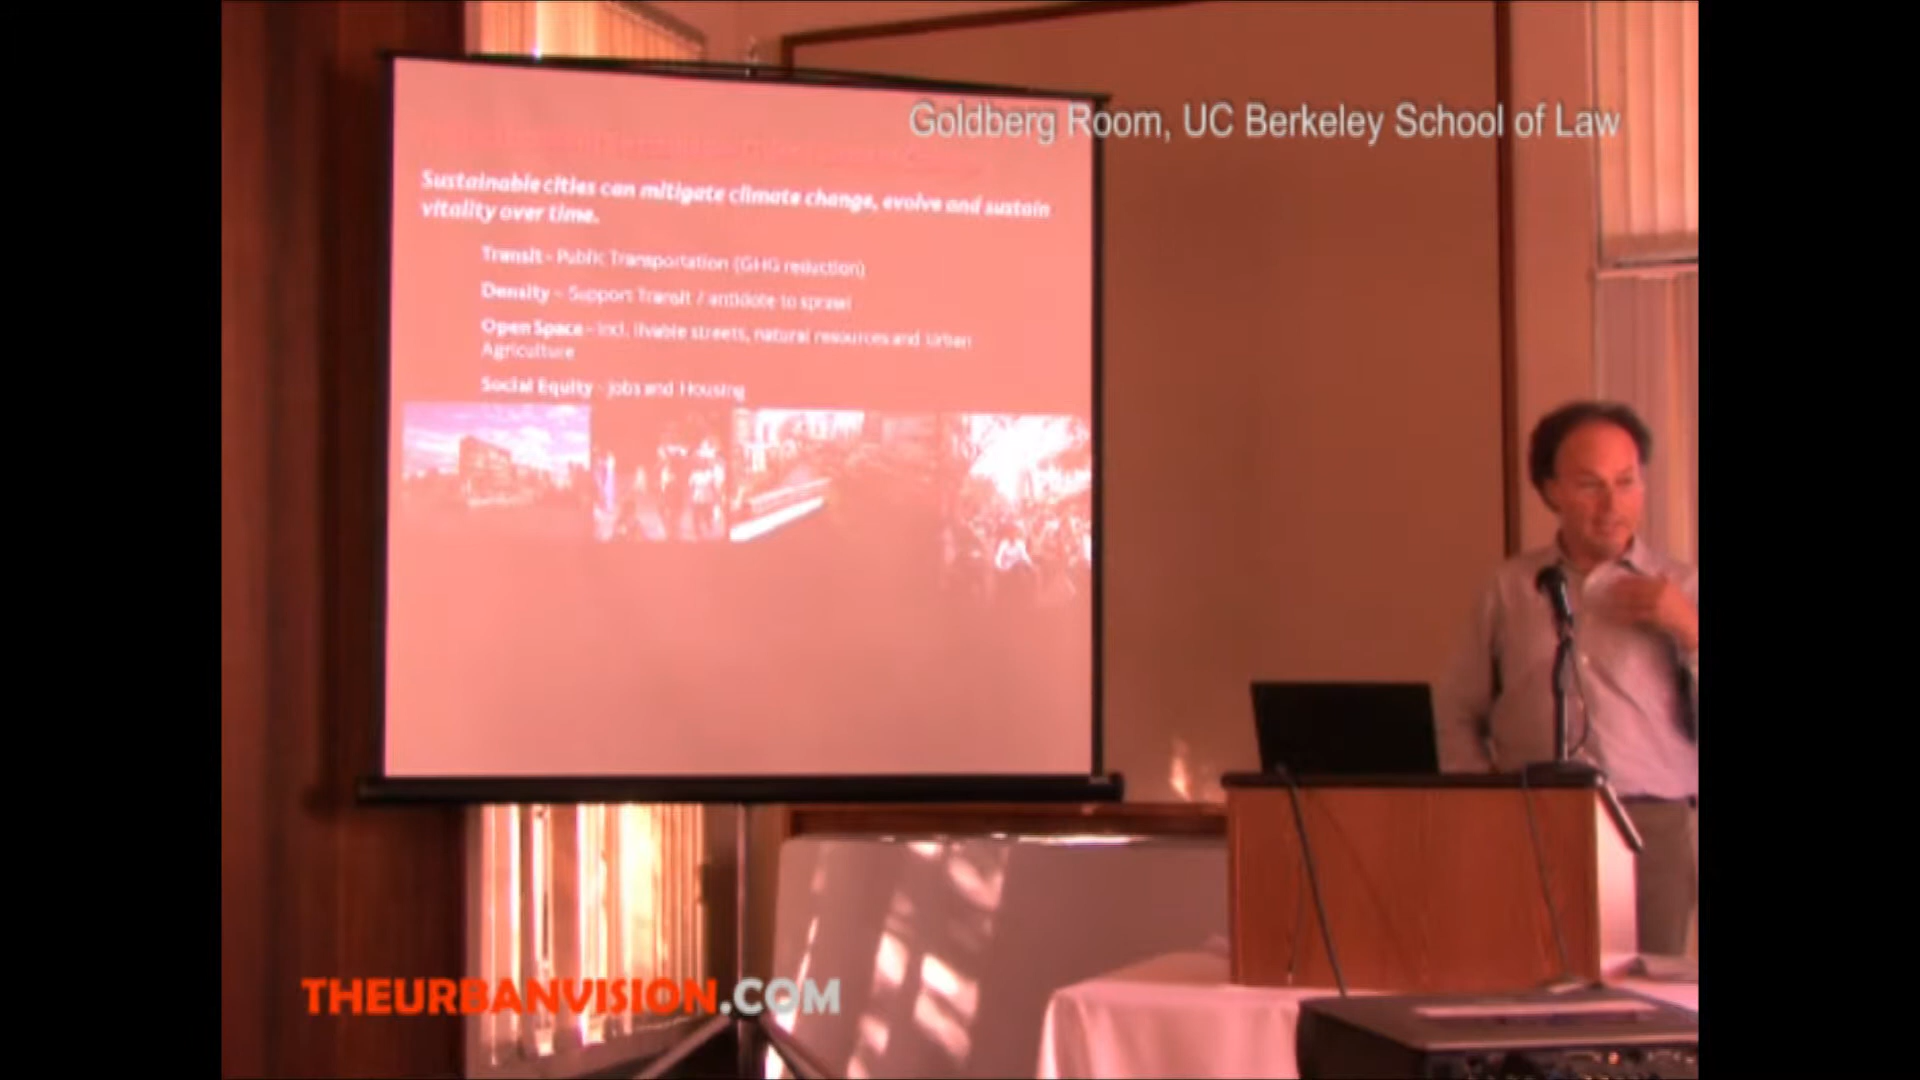 Goldberg Room, UC Berkeley School of Law
Sustainable cities can mitigate climate change, evolve and sustain
vitality over time.
Transit - Public Transportation (GHG reduction)
Density - Support Transit / antidote to sprawl
Open Space - incl. livable streets, natural resources and Urban
Agriculture
Social Equity - Jobs and Housing
THEURBANVISION.COM